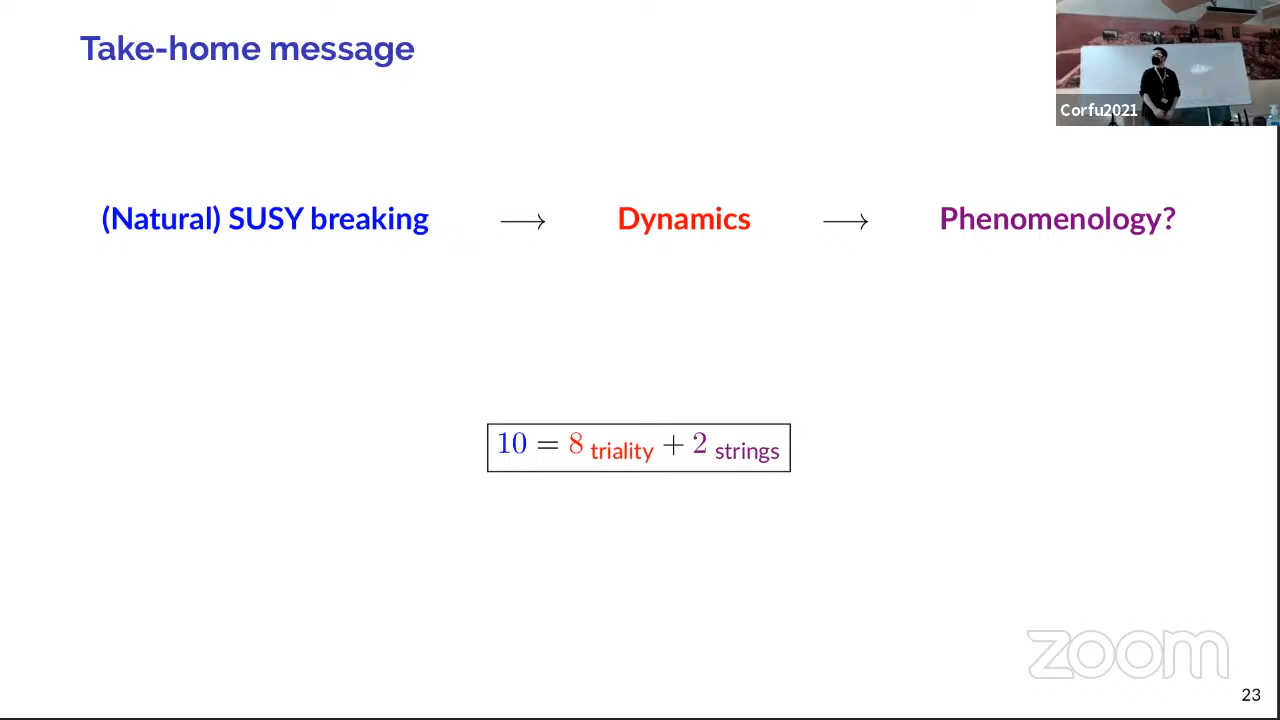 Take-home message
Corfu2021
(Natural) SUSY breaking → Dynamics → Phenomenology?
10 = 8 triality + 2 strings
zoom
23